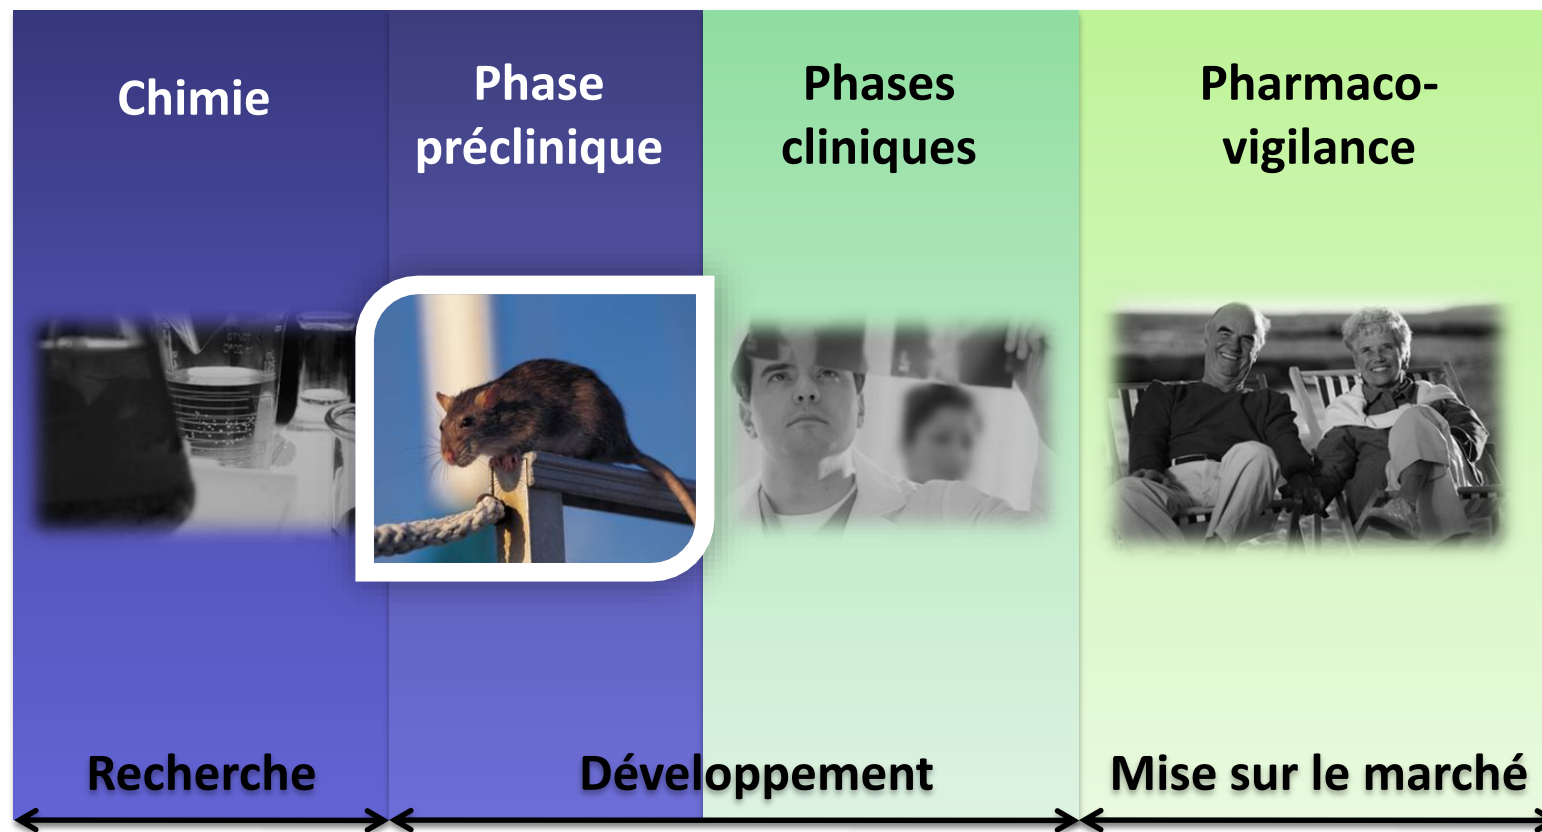 Chimie
Phase
préclinique
Phases
cliniques
Pharmaco-
vigilance
Recherche
Développement
Mise sur le marché